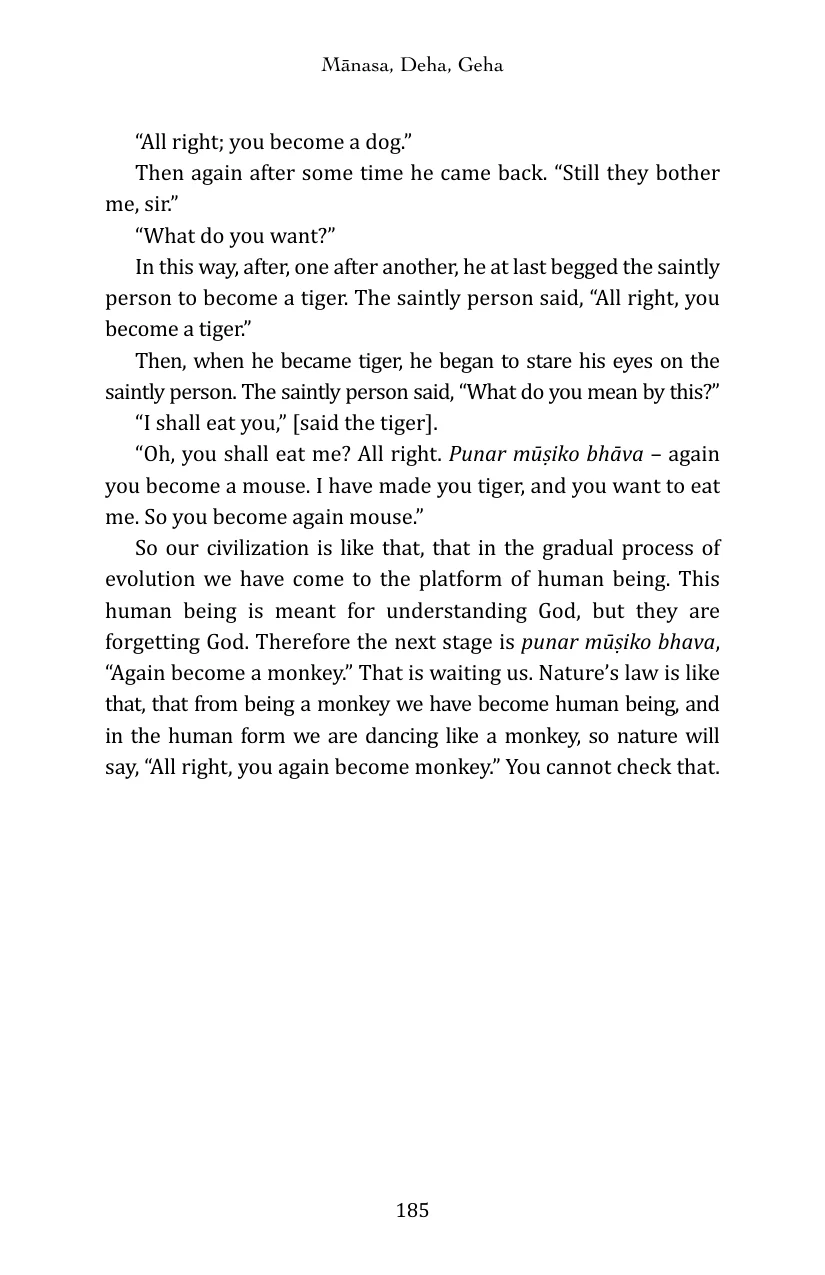 Mānasa, Deha, Geha
“All right; you become a dog.”
Then again after some time he came back. “Still they bother
me, sir.”
“What do you want?”
In this way, after, one after another, he at last begged the saintly
person to become a tiger. The saintly person said, “All right, you
become a tiger.”
Then, when he became tiger, he began to stare his eyes on the
saintly person. The saintly person said, “What do you mean by this?”
“I shall eat you,” [said the tiger].
“Oh, you shall eat me? All right. Punar mūṣiko bhāva – again
you become a mouse. I have made you tiger, and you want to eat
me. So you become again mouse.”
So our civilization is like that, that in the gradual process of
evolution we have come to the platform of human being. This
human being is meant for understanding God, but they are
forgetting God. Therefore the next stage is punar mūṣiko bhava,
“Again become a monkey.” That is waiting us. Nature’s law is like
that, that from being a monkey we have become human being, and
in the human form we are dancing like a monkey, so nature will
say, “All right, you again become monkey.” You cannot check that.
185